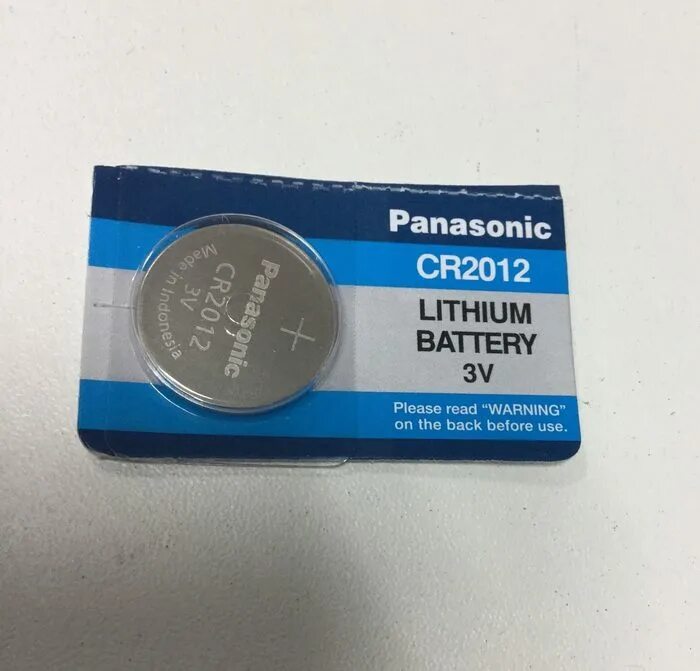 Panasonic
CR2012
LITHIUM
BATTERY
3V
Please read "WARNING"
on the back before use.
+
Panasonic
CR2012
3V
Made in Indonesia